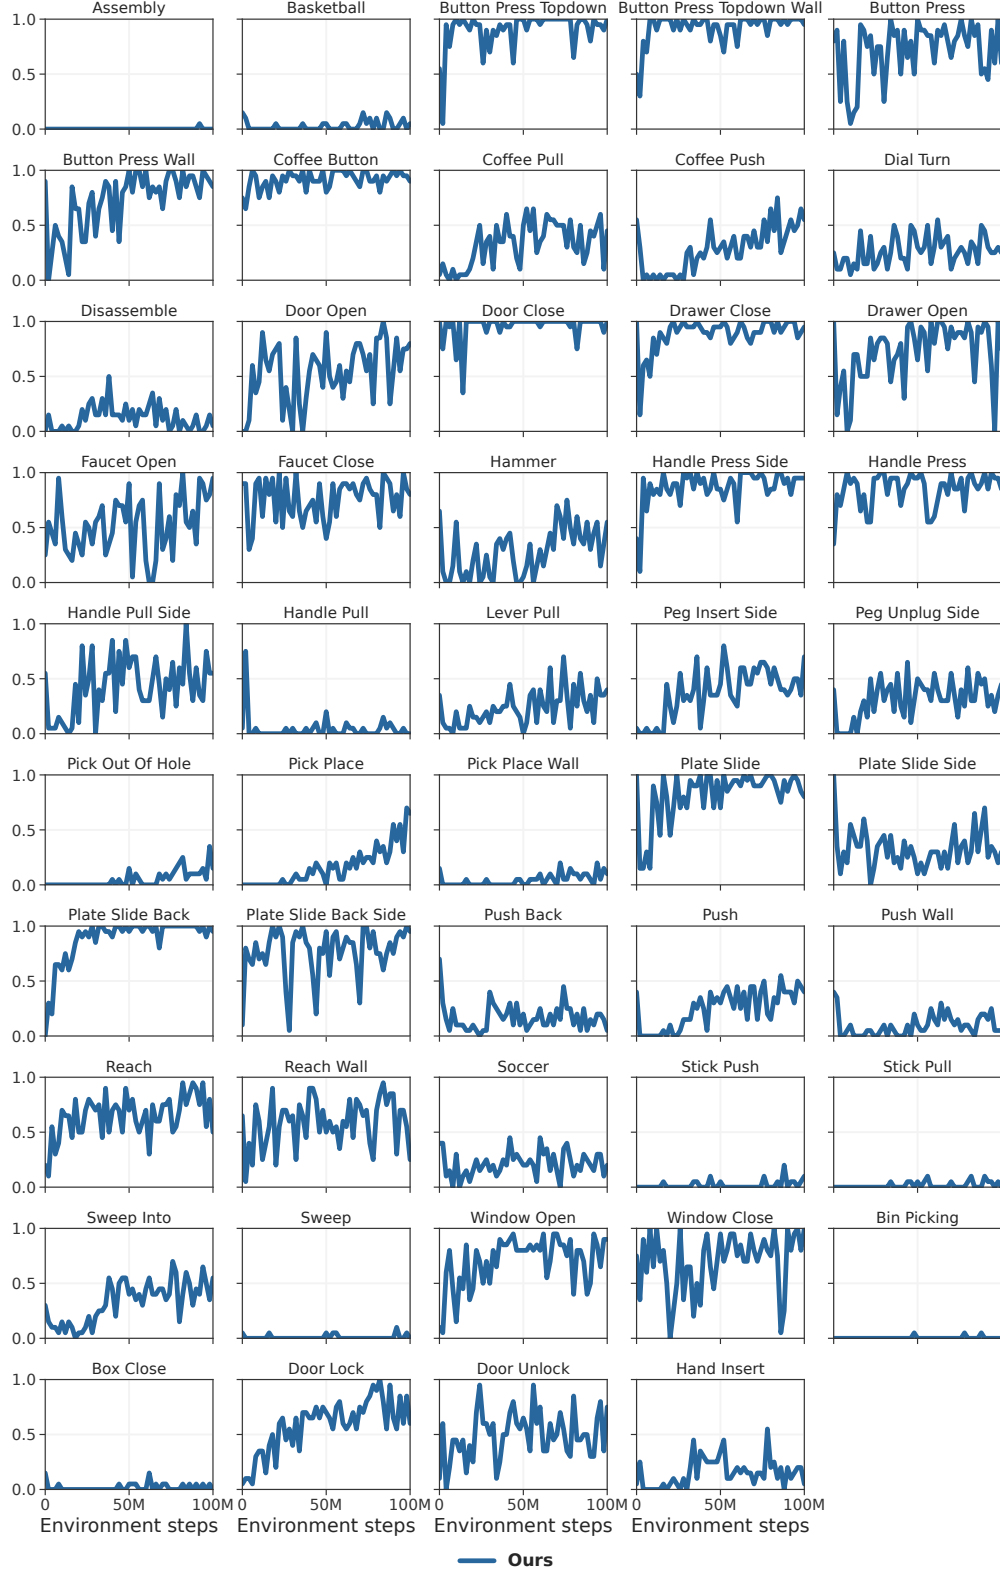 Assembly Basketball Button Press Topdown Button Press Topdown Wall Button Press
1.0
0.5
0.0
Button Press Wall Coffee Button Coffee Pull Coffee Push Dial Turn
1.0
0.5
0.0
Disassemble Door Open Door Close Drawer Close Drawer Open
1.0
0.5
0.0
Faucet Open Faucet Close Hammer Handle Press Side Handle Press
1.0
0.5
0.0
Handle Pull Side Handle Pull Lever Pull Peg Insert Side Peg Unplug Side
1.0
0.5
0.0
Pick Out Of Hole Pick Place Pick Place Wall Plate Slide Plate Slide Side
1.0
0.5
0.0
Plate Slide Back Plate Slide Back Side Push Back Push Push Wall
1.0
0.5
0.0
Reach Reach Wall Soccer Stick Push Stick Pull
1.0
0.5
0.0
Sweep Into Sweep Window Open Window Close Bin Picking
1.0
0.5
0.0
Box Close Door Lock Door Unlock Hand Insert
1.0
0.5
0.0
0 50M 100M 0 50M 100M 0 50M 100M 0 50M 100M
Environment steps Environment steps Environment steps Environment steps
Ours